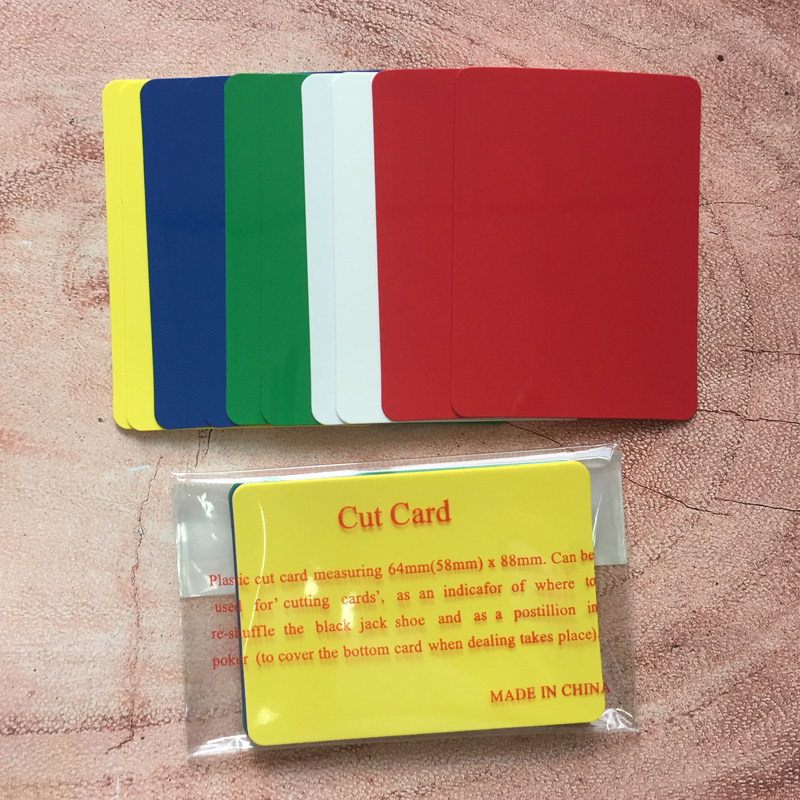 Cut Card
Plastic cut card measuring 64mm(58mm) x 88mm. Can be
used for' cutting cards', as an indicafor of where to
re-shuffle the black jack shoe and as a postillion in
poker (to cover the bottom card when dealing takes place).
MADE IN CHINA